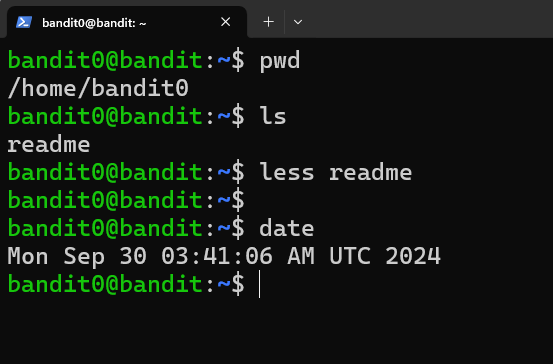 bandit0@bandit: ~
bandit0@bandit:~$ pwd
/home/bandit0
bandit0@bandit:~$ ls
readme
bandit0@bandit:~$ less readme
bandit0@bandit:~$
bandit0@bandit:~$ date
Mon Sep 30 03:41:06 AM UTC 2024
bandit0@bandit:~$